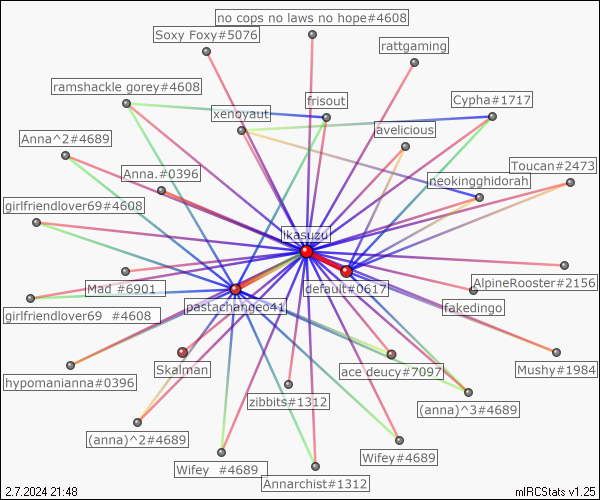 no cops no laws no hope#4608
Soxy Foxy#5076
rattgaming
ramshackle gorey#4608
frisout
Cypha#1717
xenoyaut
avelicious
Anna^2#4689
Anna.#0396
Toucan#2473
neokingghidorah
girlfriendlover69#4608
ikasuzu
Mad #6901
default#0617
AlpineRooster#2156
pastachangeo41
fakedingo
girlfriendlover69 #4608
Skalman
ace deucy#7097
Mushy#1984
hypomanianna#0396
zibbits#1312
(anna)^3#4689
(anna)^2#4689
Wifey #4689
Wifey#4689
Annarchist#1312
2.7.2024 21:48
mIRCStats v1.25